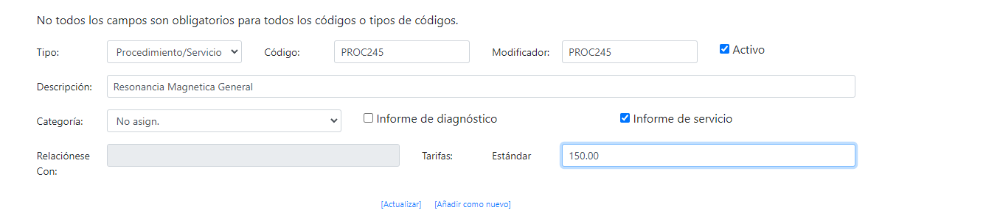 No todos los campos son obligatorios para todos los códigos o tipos de códigos.
Tipo: Procedimiento/Servicio Código: PROC245 Modificador: PROC245 Activo
Descripción: Resonancia Magnetica General
Categoría: No asign. Informe de diagnóstico Informe de servicio
Relaciónese Con: Tarifas: Estándar 150.00
[Actualizar] [Añadir como nuevo]